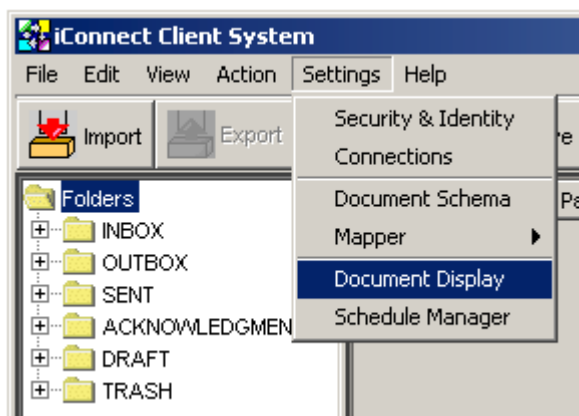 iConnect Client System
File Edit View Action Settings Help
Import Export
Security & Identity
Connections
Document Schema
Mapper
Document Display
Schedule Manager
Folders
INBOX
OUTBOX
SENT
ACKNOWLEDGMEN
DRAFT
TRASH